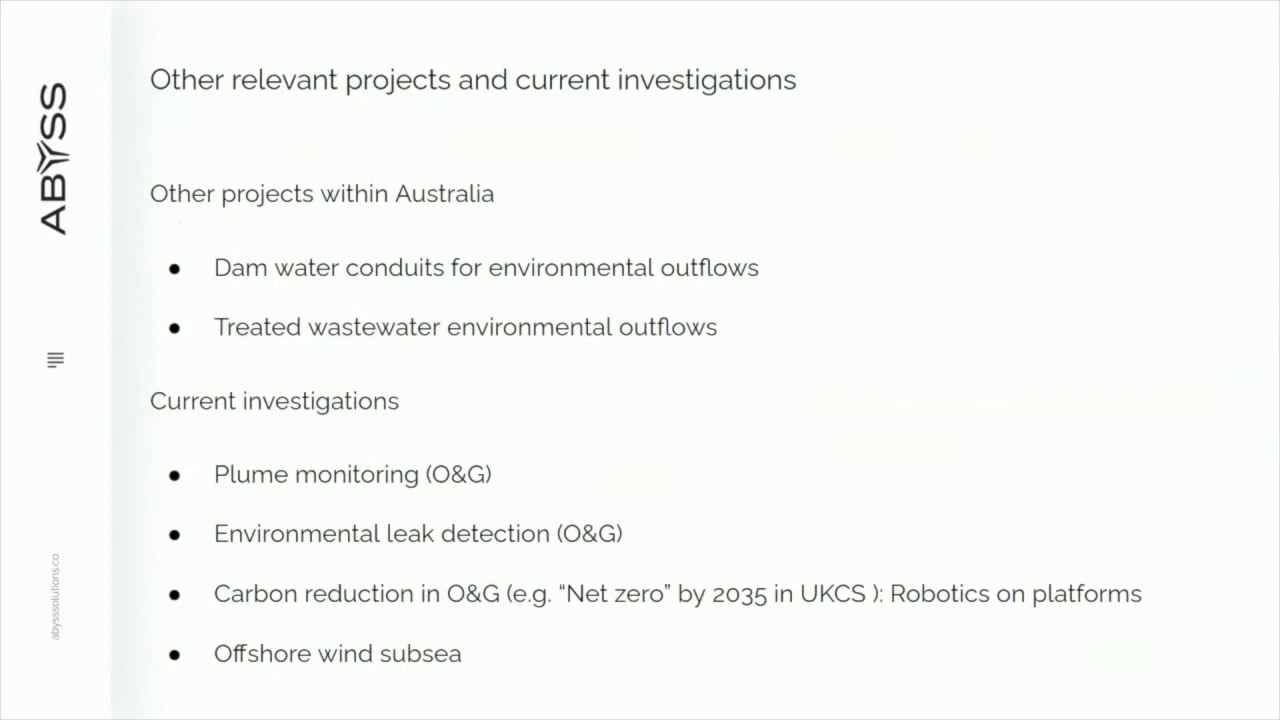 ABYSS
Other relevant projects and current investigations
Other projects within Australia
● Dam water conduits for environmental outflows
● Treated wastewater environmental outflows
Current investigations
● Plume monitoring (O&G)
● Environmental leak detection (O&G)
● Carbon reduction in O&G (e.g. “Net zero” by 2035 in UKCS ): Robotics on platforms
● Offshore wind subsea
abysssolutions.co